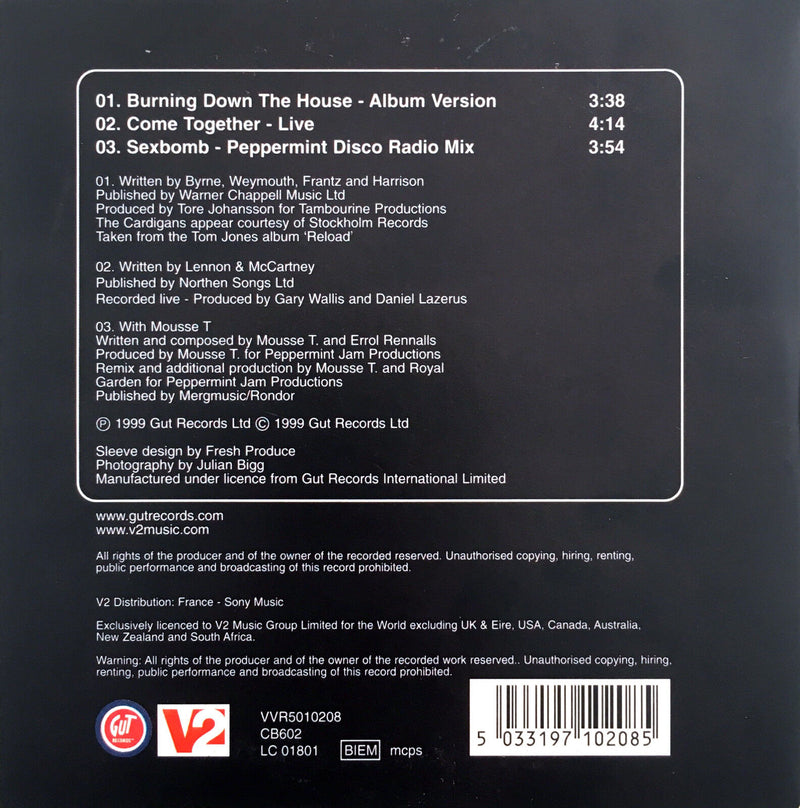 01. Burning Down The House - Album Version 3:38
02. Come Together - Live 4:14
03. Sexbomb - Peppermint Disco Radio Mix 3:54
01. Written by Byrne, Weymouth, Frantz and Harrison
Published by Warner Chappell Music Ltd
Produced by Tore Johansson for Tambourine Productions
The Cardigans appear courtesy of Stockholm Records
Taken from the Tom Jones album ‘Reload’
02. Written by Lennon & McCartney
Published by Northen Songs Ltd
Recorded live - Produced by Gary Wallis and Daniel Lazerus
03. With Mousse T
Written and composed by Mousse T. and Errol Rennalls
Produced by Mousse T. for Peppermint Jam Productions
Remix and additional production by Mousse T. and Royal
Garden for Peppermint Jam Productions
Published by Mergmusic/Rondor
℗ 1999 Gut Records Ltd © 1999 Gut Records Ltd
Sleeve design by Fresh Produce
Photography by Julian Bigg
Manufactured under licence from Gut Records International Limited
www.gutrecords.com
www.v2music.com
All rights of the producer and of the owner of the recorded reserved. Unauthorised copying, hiring, renting,
public performance and broadcasting of this record prohibited.
V2 Distribution: France - Sony Music
Exclusively licenced to V2 Music Group Limited for the World excluding UK & Eire, USA, Canada, Australia,
New Zealand and South Africa.
Warning: All rights of the producer and of the owner of the recorded work reserved.. Unauthorised copying, hiring,
renting, public performance and broadcasting of this record prohibited.
GUT
RECORDS
V2
VVR5010208
CB602
LC 01801 BIEM mcps
5 033197 102085